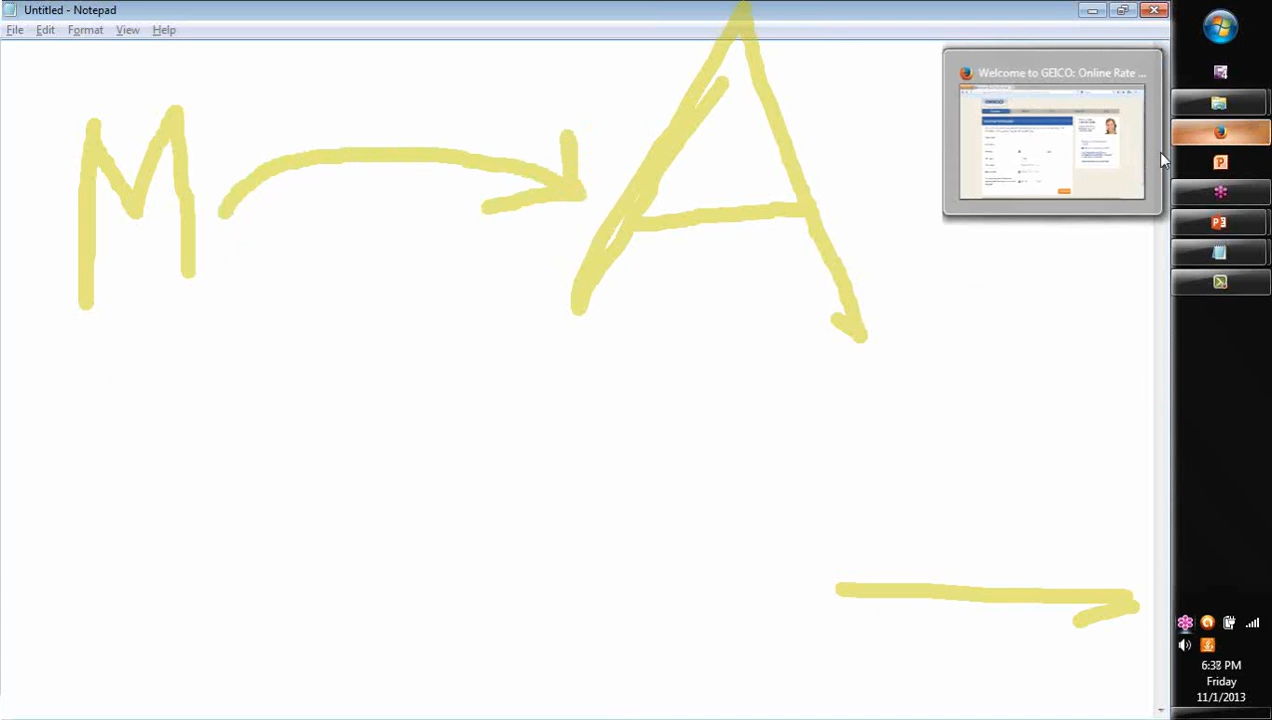 Untitled - Notepad
File Edit Format View Help
M A
Welcome to GEICO: Online Rate ...
GEICO
6:38 PM
Friday
11/1/2013